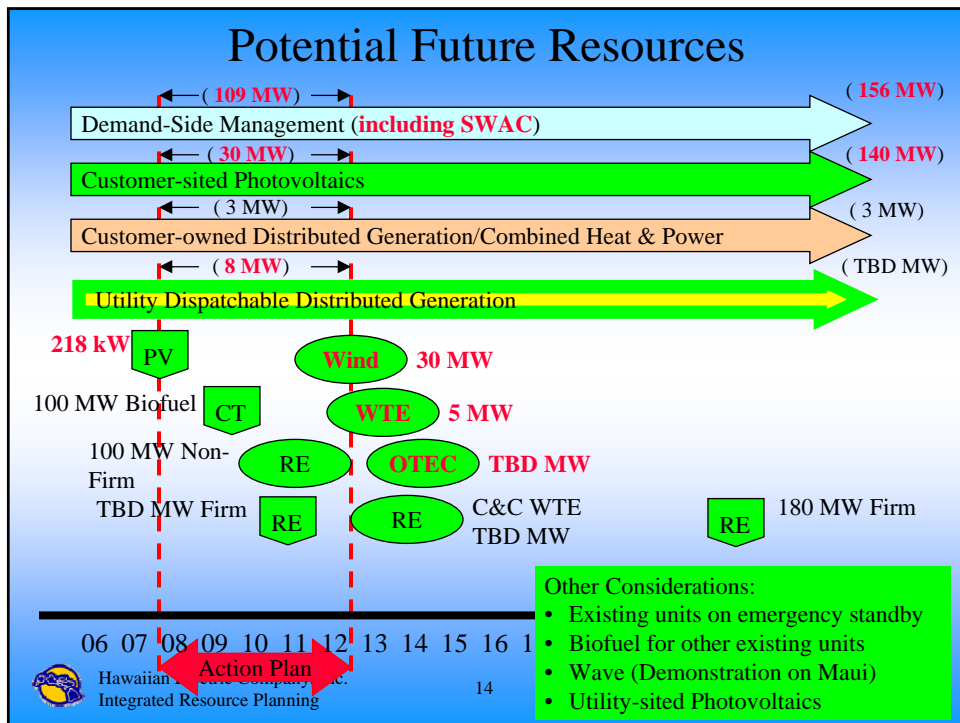 Potential Future Resources
( 109 MW)
( 156 MW)
Demand-Side Management (including SWAC)
( 30 MW)
( 140 MW)
Customer-sited Photovoltaics
( 3 MW)
( 3 MW)
Customer-owned Distributed Generation/Combined Heat & Power
( 8 MW)
( TBD MW)
Utility Dispatchable Distributed Generation
218 kW
PV
Wind
30 MW
100 MW Biofuel
CT
WTE
5 MW
100 MW Non-
Firm
RE
OTEC
TBD MW
TBD MW Firm
RE
RE
C&C WTE
TBD MW
RE
180 MW Firm
06 07 08 09 10 11 12 13 14 15 16
Action Plan
Other Considerations:
• Existing units on emergency standby
• Biofuel for other existing units
• Wave (Demonstration on Maui)
• Utility-sited Photovoltaics
Hawaiian
Integrated Resource Planning
14